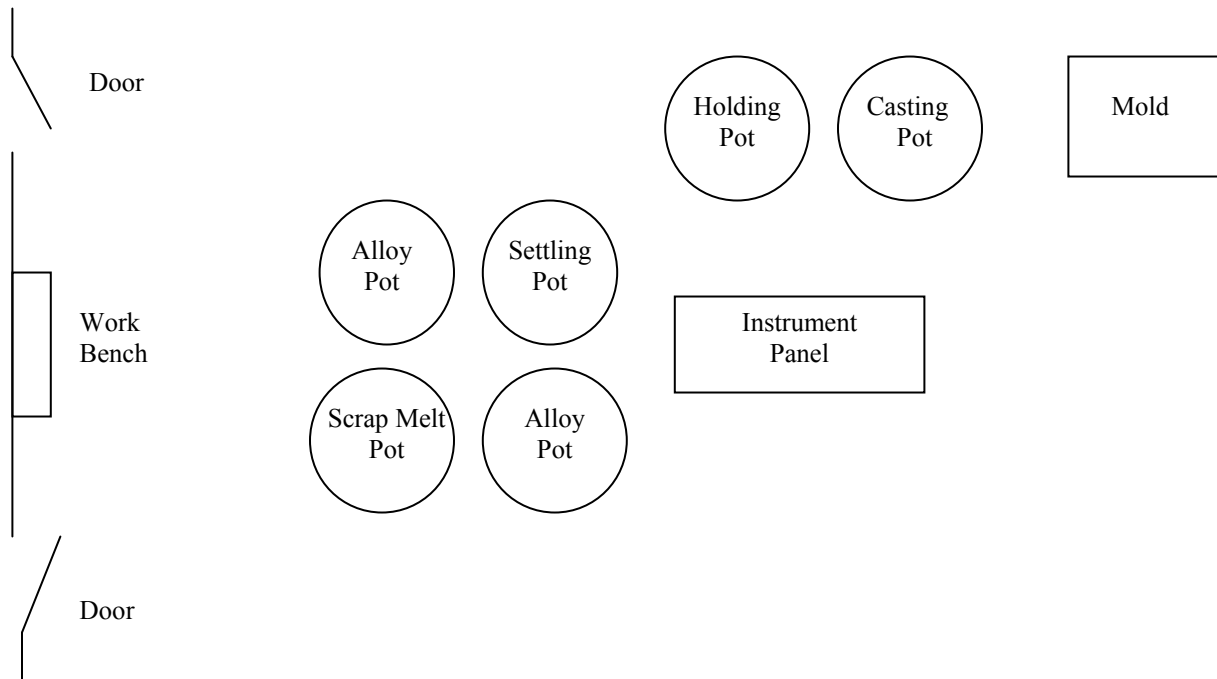 Door
Holding
Pot
Casting
Pot
Mold
Alloy
Pot
Settling
Pot
Work
Bench
Instrument
Panel
Scrap Melt
Pot
Alloy
Pot
Door